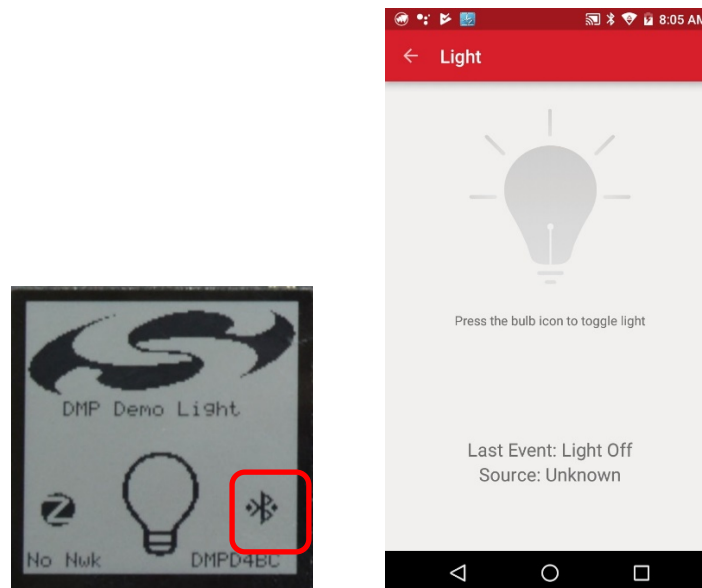 DMP Demo Light
No Nwk
DMPD4BC
8:05 AM
Light
Press the bulb icon to toggle light
Last Event: Light Off
Source: Unknown